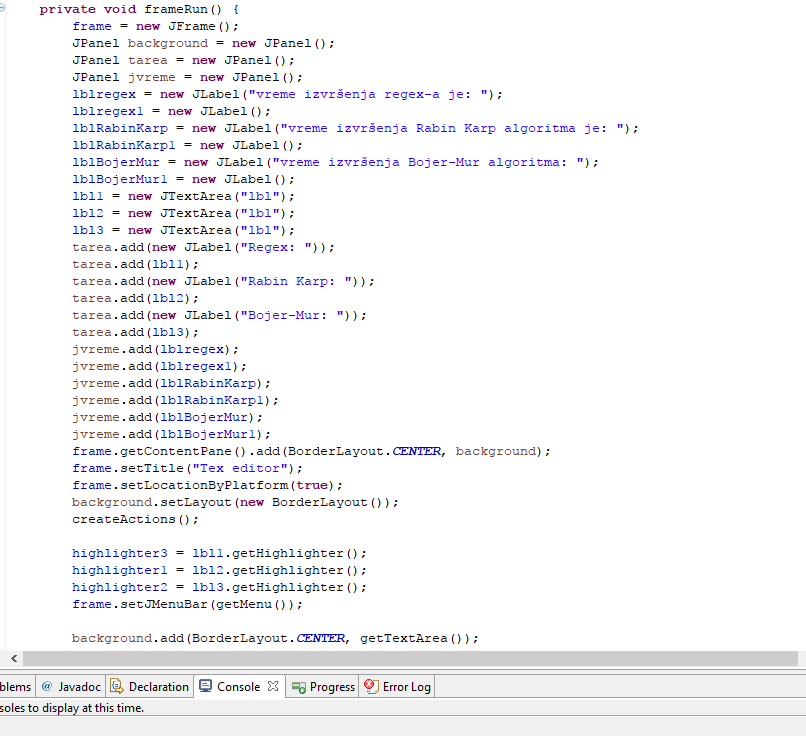 private void frameRun() {
frame = new JFrame();
JPanel background = new JPanel();
JPanel tarea = new JPanel();
JPanel jvreme = new JPanel();
lblregex = new JLabel("vreme izvršenja regex-a je: ");
lblregex1 = new JLabel();
lblRabinKarp = new JLabel("vreme izvršenja Rabin Karp algoritma je: ");
lblRabinKarp1 = new JLabel();
lblBojerMur = new JLabel("vreme izvršenja Bojer-Mur algoritma: ");
lblBojerMur1 = new JLabel();
lbl1 = new JTextArea("lbl");
lbl2 = new JTextArea("lbl");
lbl3 = new JTextArea("lbl");
tarea.add(new JLabel("Regex: "));
tarea.add(lbl1);
tarea.add(new JLabel("Rabin Karp: "));
tarea.add(lbl2);
tarea.add(new JLabel("Bojer-Mur: "));
tarea.add(lbl3);
jvreme.add(lblregex);
jvreme.add(lblregex1);
jvreme.add(lblRabinKarp);
jvreme.add(lblRabinKarp1);
jvreme.add(lblBojerMur);
jvreme.add(lblBojerMur1);
frame.getContentPane().add(BorderLayout.CENTER, background);
frame.setTitle("Tex editor");
frame.setLocationByPlatform(true);
background.setLayout(new BorderLayout());
createActions();
highlighter3 = lbl1.getHighlighter();
highlighter1 = lbl2.getHighlighter();
highlighter2 = lbl3.getHighlighter();
frame.setJMenuBar(getMenu());
background.add(BorderLayout.CENTER, getTextArea());
blems @ Javadoc Declaration Console Progress Error Log
soles to display at this time.